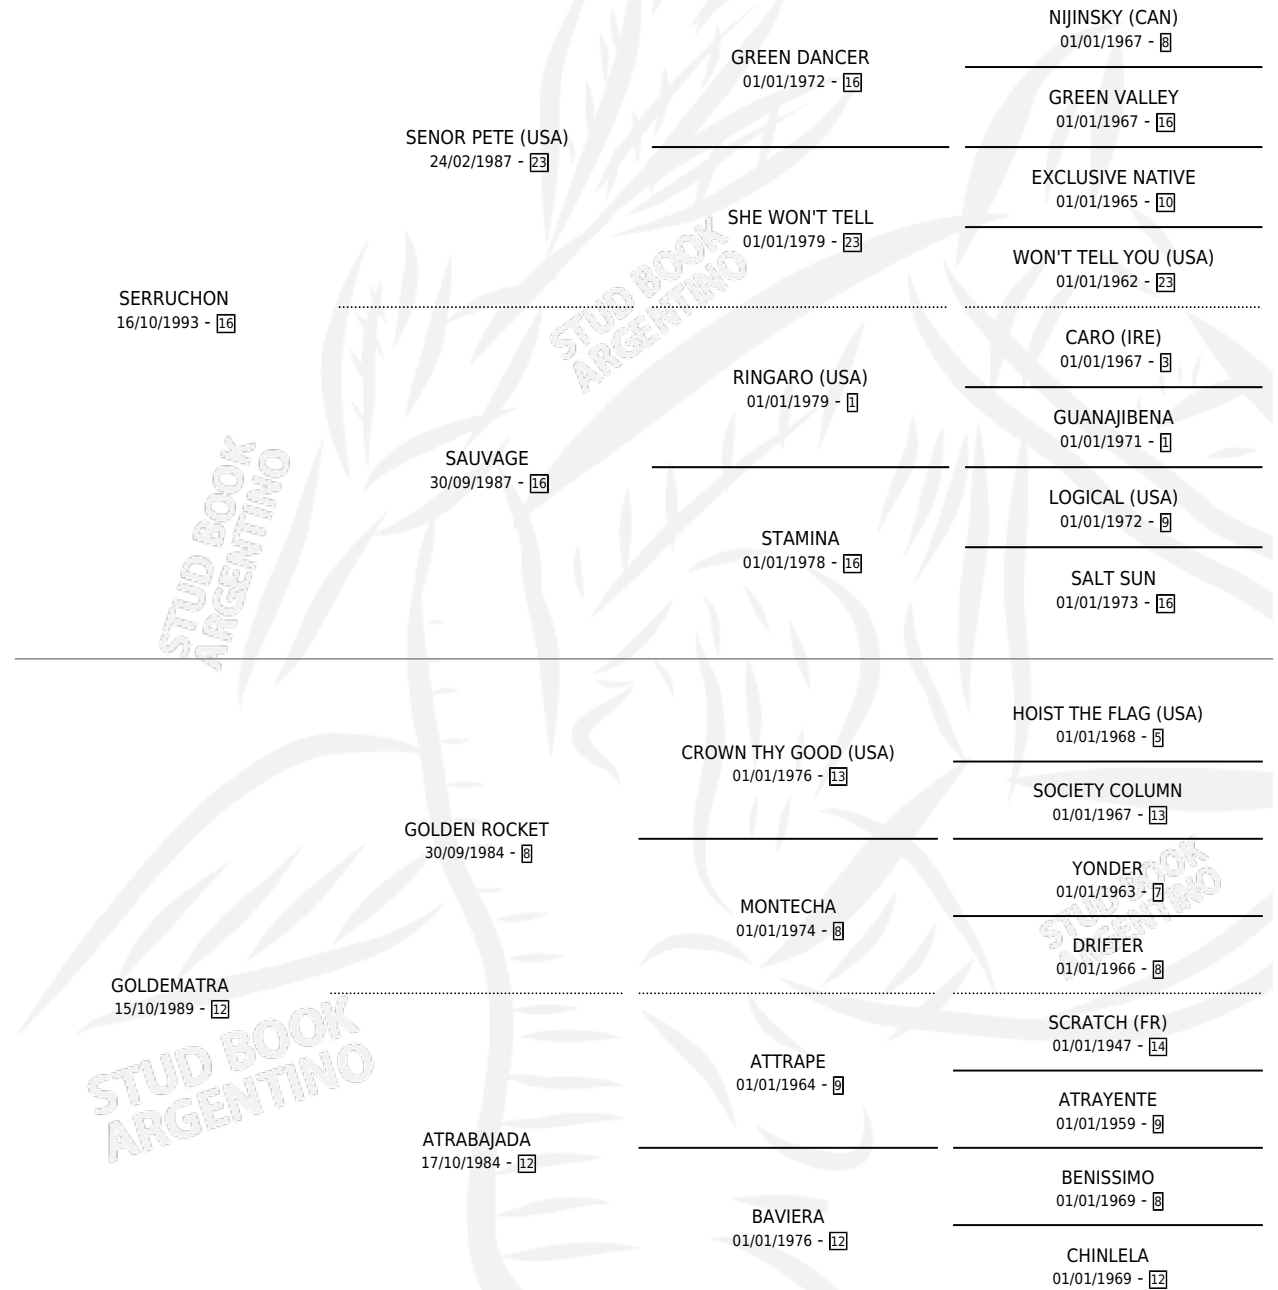 NIJINSKY (CAN)
01/01/1967 - 8
GREEN DANCER
01/01/1972 - 16
GREEN VALLEY
01/01/1967 - 16
SENOR PETE (USA)
24/02/1987 - 23
EXCLUSIVE NATIVE
01/01/1965 - 10
SHE WON'T TELL
01/01/1979 - 23
WON'T TELL YOU (USA)
01/01/1962 - 23
SERRUCHON
16/10/1993 - 16
CARO (IRE)
01/01/1967 - 3
RINGARO (USA)
01/01/1979 - 1
GUANAJIBENA
01/01/1971 - 1
SAUVAGE
30/09/1987 - 16
LOGICAL (USA)
01/01/1972 - 9
STAMINA
01/01/1978 - 16
SALT SUN
01/01/1973 - 16
HOIST THE FLAG (USA)
01/01/1968 - 5
CROWN THY GOOD (USA)
01/01/1976 - 13
SOCIETY COLUMN
01/01/1967 - 13
GOLDEN ROCKET
30/09/1984 - 8
YONDER
01/01/1963 - 7
MONTECHA
01/01/1974 - 8
DRIFTER
01/01/1966 - 8
GOLDEMATRA
15/10/1989 - 12
SCRATCH (FR)
01/01/1947 - 14
ATTRAPE
01/01/1964 - 9
ATRAYENTE
01/01/1959 - 9
ATRABAJADA
17/10/1984 - 12
BENISSIMO
01/01/1969 - 8
BAVIERA
01/01/1976 - 12
CHINLELA
01/01/1969 - 12
STUD BOOK
ARGENTINO
STUD BOOK
ARGENTINO
STUD BOOK
ARGENTINO
STUD BOOK
ARGENTINO